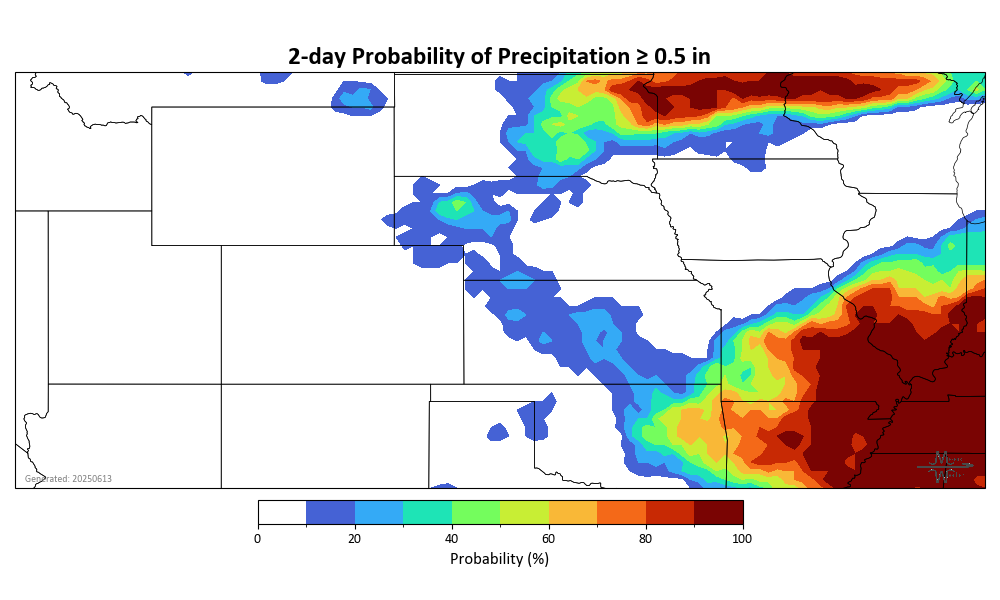 2-day Probability of Precipitation ≥ 0.5 in
Generated: 20250613
0 20 40 60 80 100
Probability (%)